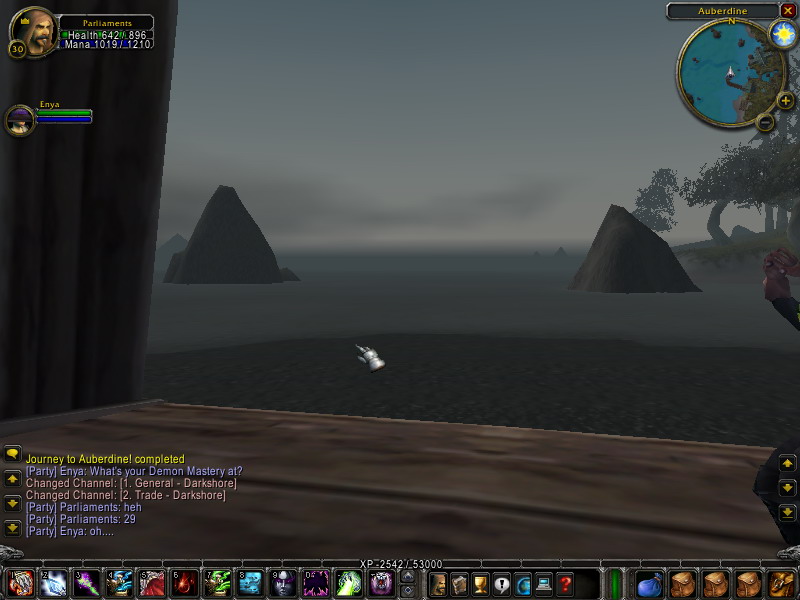 Parliaments
Health 642 / 896
Mana 1019 / 1210
30
Enya
Auberdine
N
Journey to Auberdine! completed
[Party] Enya: What's your Demon Mastery at?
Changed Channel: [1. General - Darkshore]
Changed Channel: [2. Trade - Darkshore]
[Party] Parliaments: heh
[Party] Parliaments: 29
[Party] Enya: oh....
XP -2542 / 53000